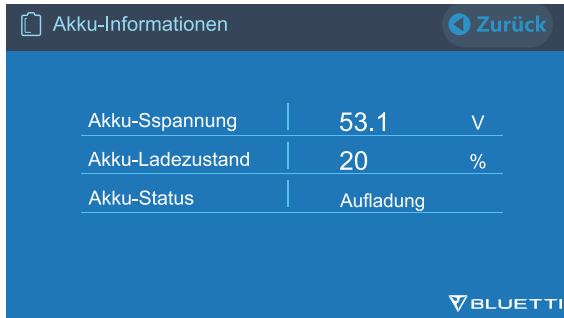 Akku-Informationen
Zurück
Akku-Sspannung 53.1 V
Akku-Ladezustand 20 %
Akku-Status Aufladung
BLUETTI